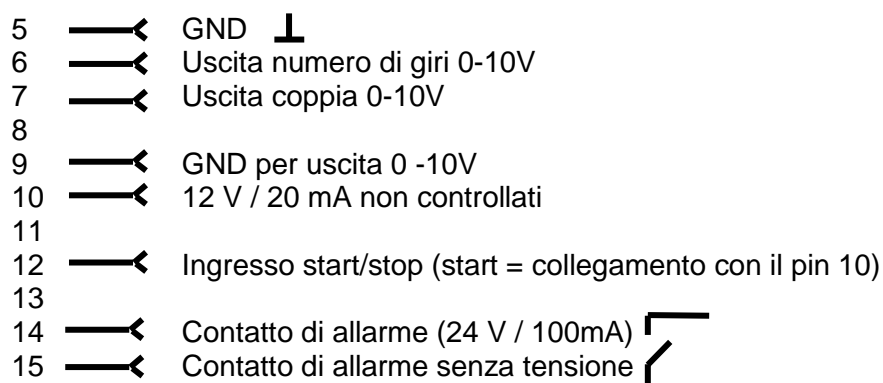 5 GND
6 Uscita numero di giri 0-10V
7 Uscita coppia 0-10V
8
9 GND per uscita 0 -10V
10 12 V / 20 mA non controllati
11
12 Ingresso start/stop (start = collegamento con il pin 10)
13
14 Contatto di allarme (24 V / 100mA)
15 Contatto di allarme senza tensione